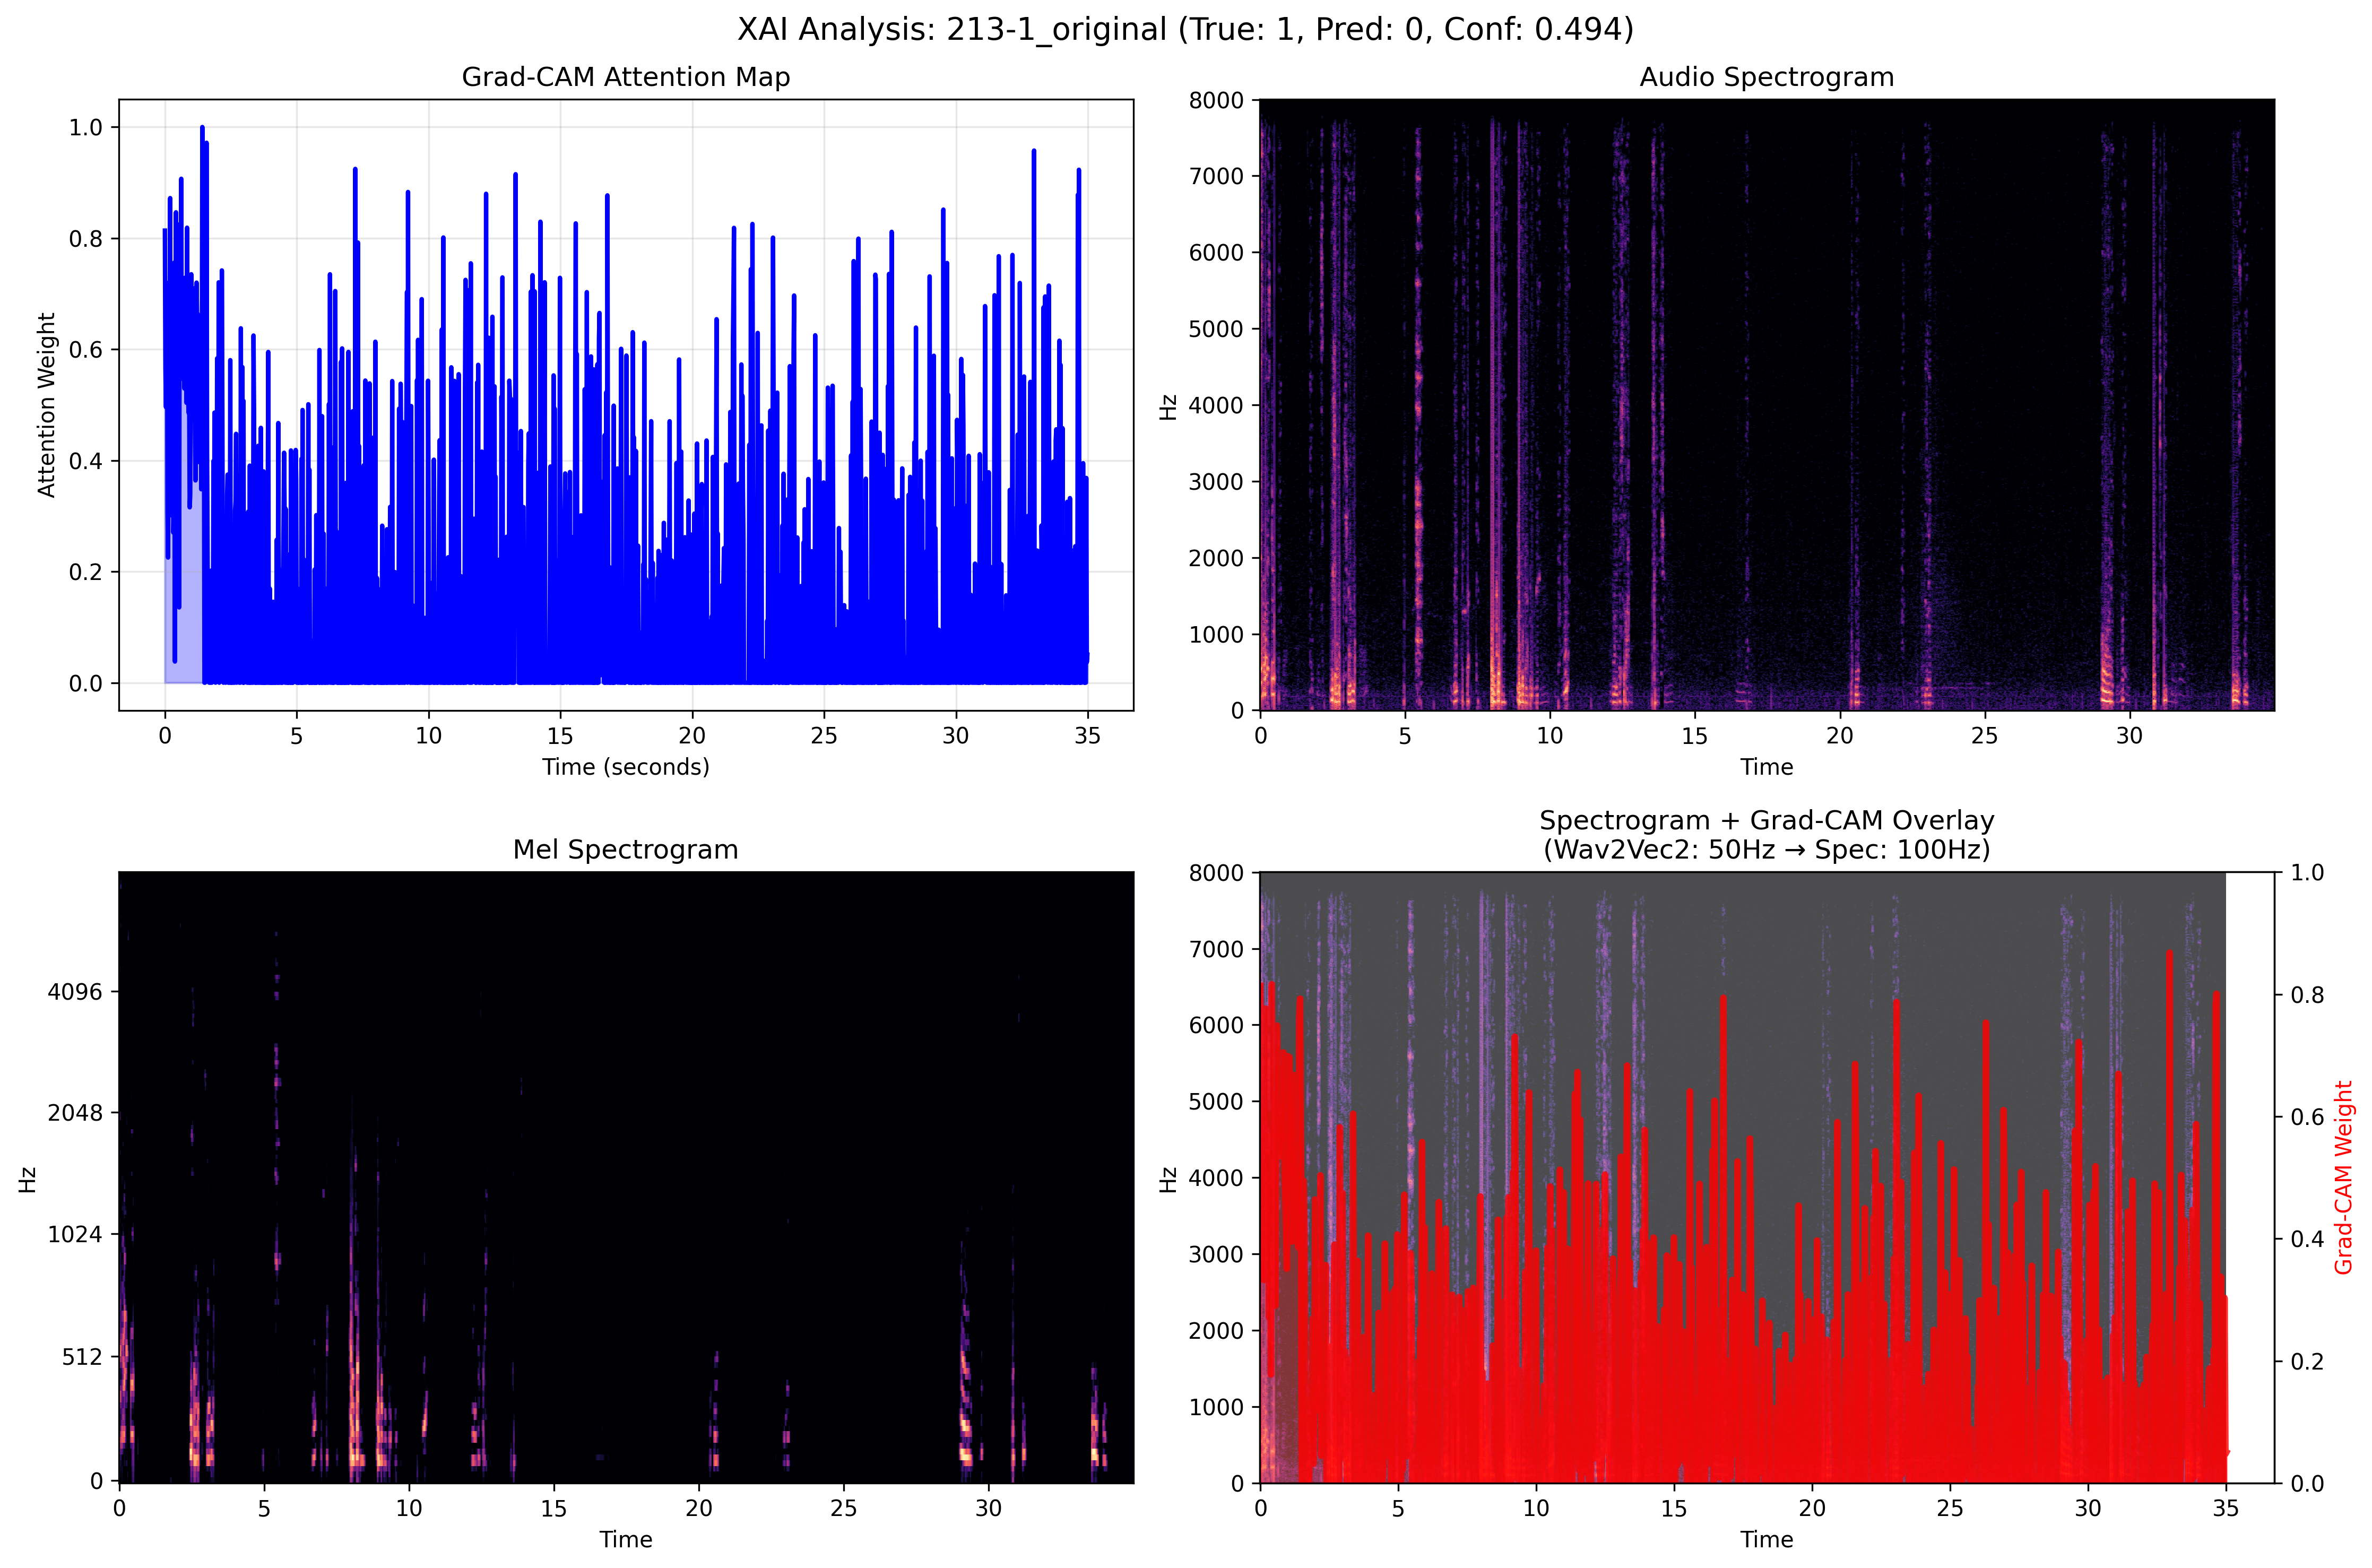 XAI Analysis: 213-1_original (True: 1, Pred: 0, Conf: 0.494)
Grad-CAM Attention Map
1.0
0.8
0.6
0.4
0.2
0.0
Attention Weight
0 5 10 15 20 25 30 35
Time (seconds)
Audio Spectrogram
8000
7000
6000
5000
4000
3000
2000
1000
0
Hz
0 5 10 15 20 25 30
Time
Mel Spectrogram
4096
2048
1024
512
0
Hz
0 5 10 15 20 25 30
Time
Spectrogram + Grad-CAM Overlay
(Wav2Vec2: 50Hz → Spec: 100Hz)
8000
7000
6000
5000
4000
3000
2000
1000
0
Hz
0 5 10 15 20 25 30 35
Time
1.0
0.8
0.6
0.4
0.2
0.0
Grad-CAM Weight